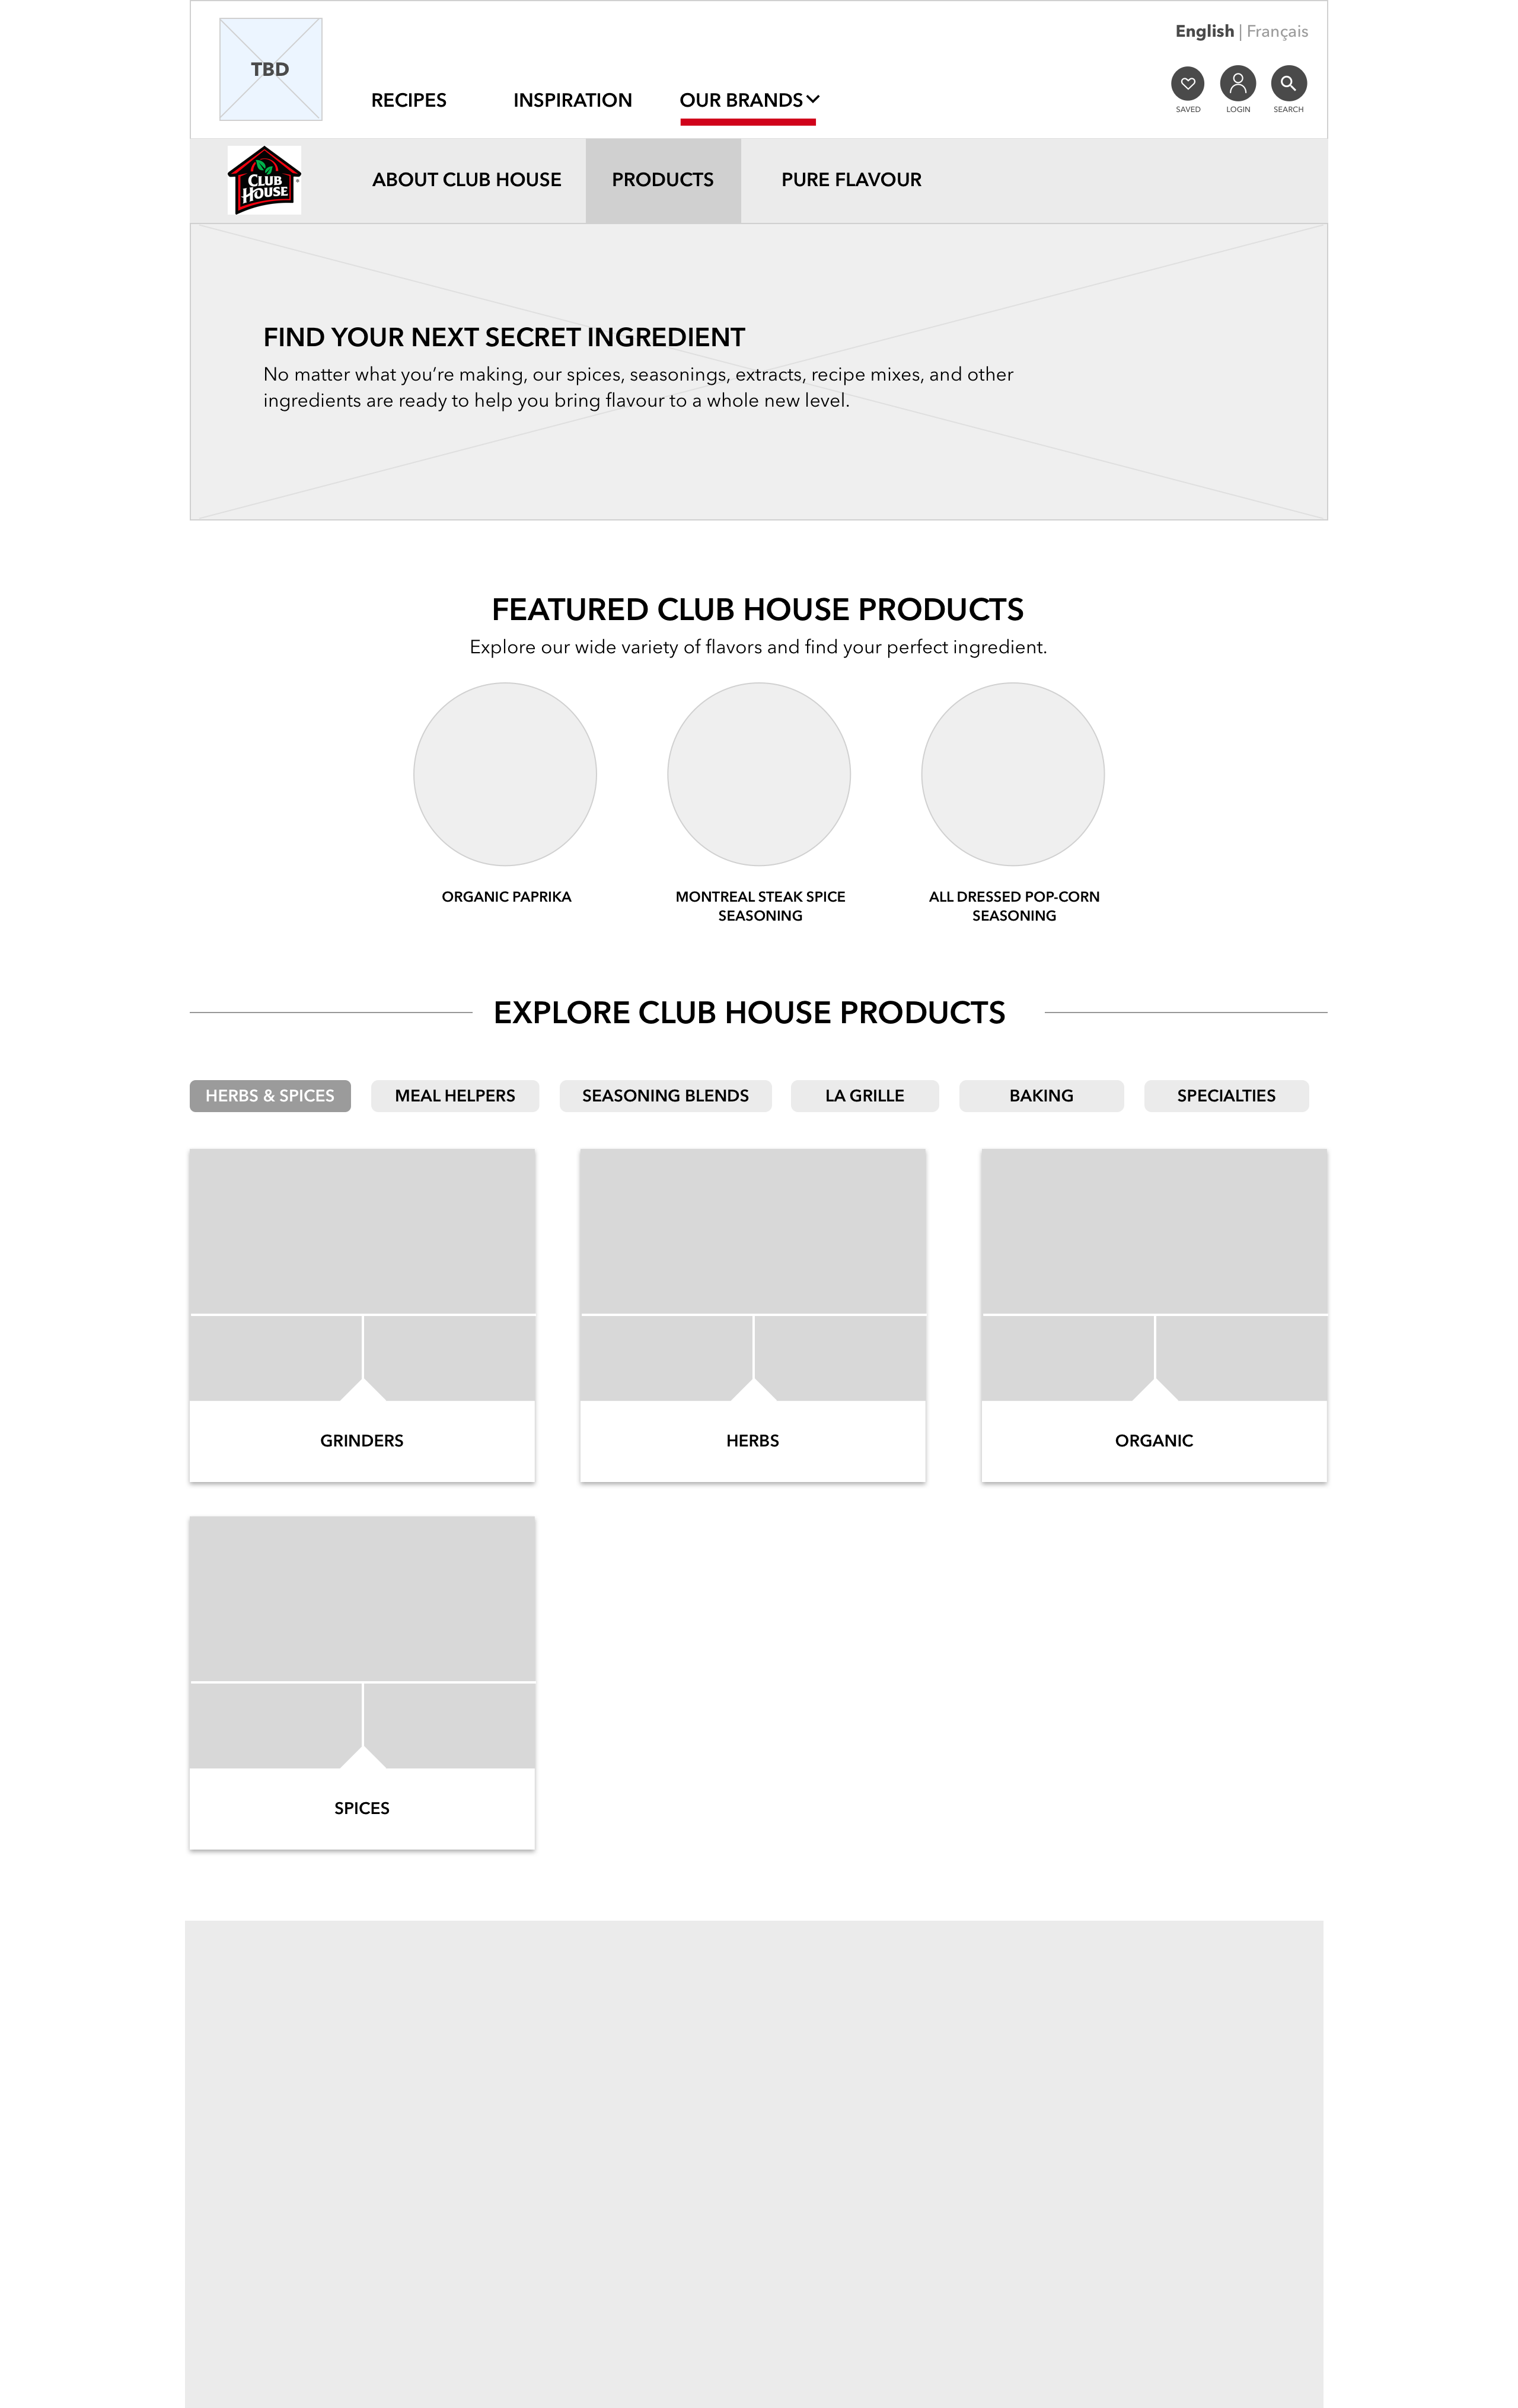 TBD
English | Français
RECIPES
INSPIRATION
OUR BRANDS
SAVED
LOGIN
SEARCH
CLUB
HOUSE
ABOUT CLUB HOUSE
PRODUCTS
PURE FLAVOUR
FIND YOUR NEXT SECRET INGREDIENT
No matter what you’re making, our spices, seasonings, extracts, recipe mixes, and other
ingredients are ready to help you bring flavour to a whole new level.
FEATURED CLUB HOUSE PRODUCTS
Explore our wide variety of flavors and find your perfect ingredient.
ORGANIC PAPRIKA
MONTREAL STEAK SPICE
SEASONING
ALL DRESSED POP-CORN
SEASONING
EXPLORE CLUB HOUSE PRODUCTS
HERBS & SPICES
MEAL HELPERS
SEASONING BLENDS
LA GRILLE
BAKING
SPECIALTIES
GRINDERS
HERBS
ORGANIC
SPICES